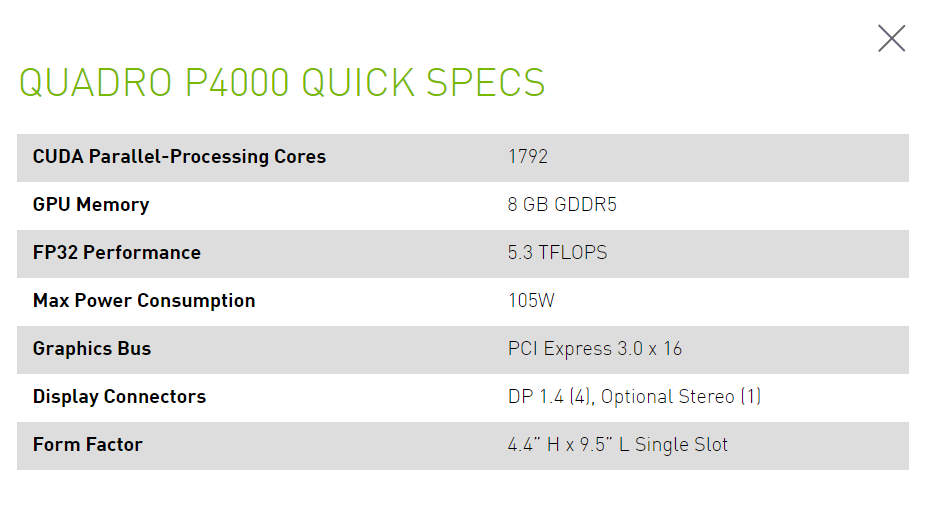 QUADRO P4000 QUICK SPECS
CUDA Parallel-Processing Cores 1792
GPU Memory 8 GB GDDR5
FP32 Performance 5.3 TFLOPS
Max Power Consumption 105W
Graphics Bus PCI Express 3.0 x 16
Display Connectors DP 1.4 (4), Optional Stereo (1)
Form Factor 4.4” H x 9.5” L Single Slot